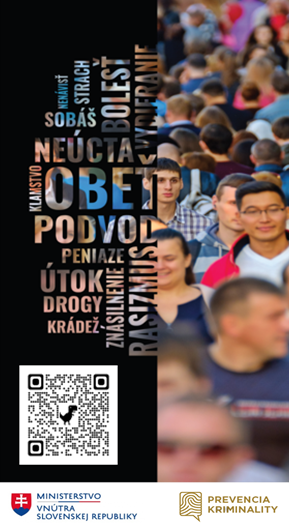 NENÁVISŤ
STRACH
BOLESŤ
VYDIERANIE
SOBÁŠ
NEÚCTA
KLAMSTVO
OBEŤ
PODVOD
PENIAZE
ÚTOK
DROGY
KRÁDEŽ
ZNÁSILNENIE
RASIZMUS
MINISTERSTVO
VNÚTRA
SLOVENSKEJ REPUBLIKY
PREVENCIA
KRIMINALITY